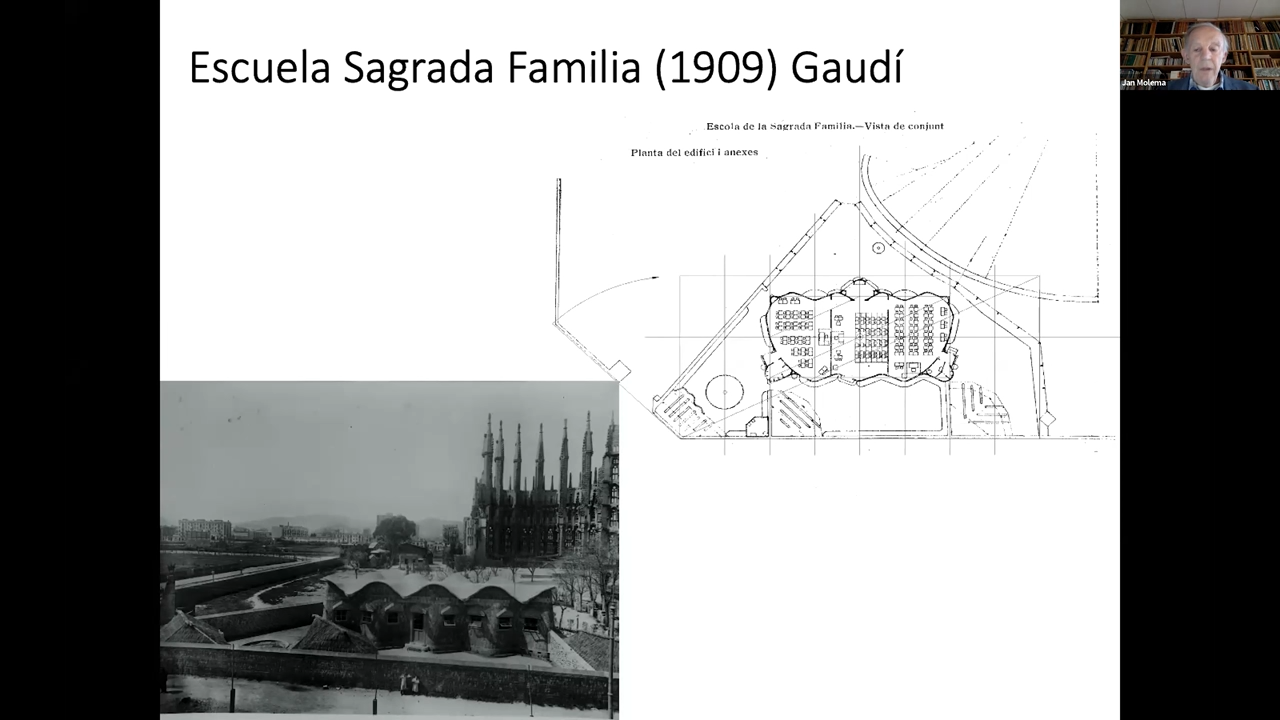 Escuela Sagrada Familia (1909) Gaudí
Escola de la Sagrada Familia.—Vista de conjunt
Planta del edifici i anexes
Jan Molema